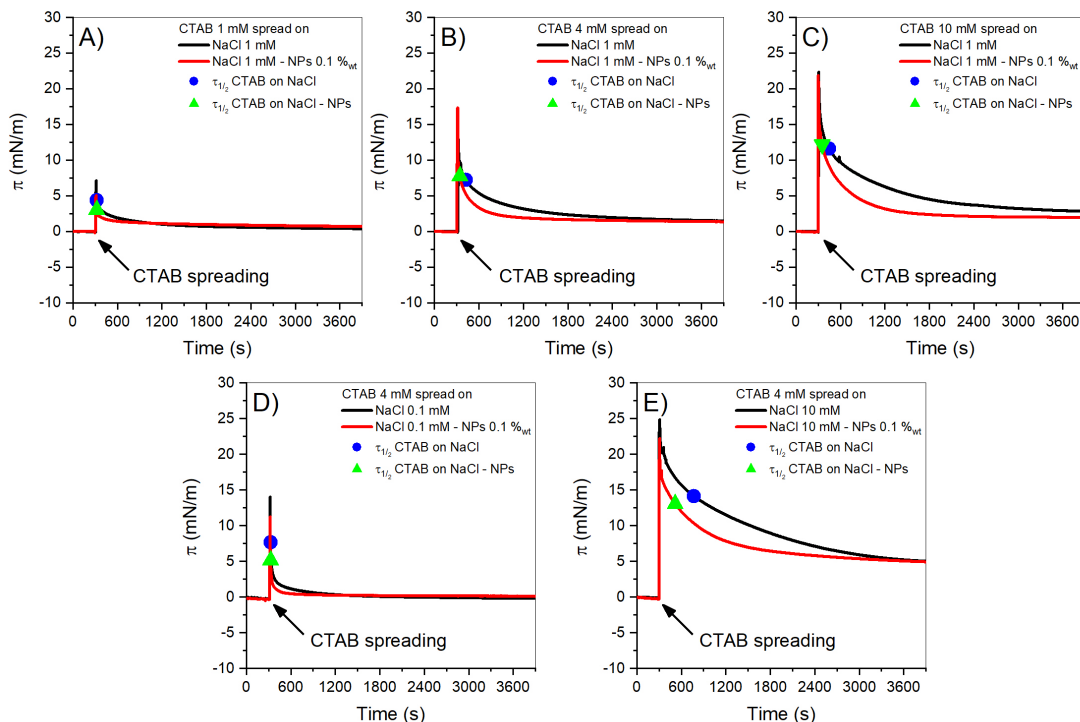 A)
CTAB 1 mM spread on
NaCl 1 mM
NaCl 1 mM - NPs 0.1 %wt
τ1/2 CTAB on NaCl
τ1/2 CTAB on NaCl - NPs
30
25
20
15
10
5
0
-5
-10
π (mN/m)
CTAB spreading
0 600 1200 1800 2400 3000 3600
Time (s)
B)
CTAB 4 mM spread on
NaCl 1 mM
NaCl 1 mM - NPs 0.1 %wt
τ1/2 CTAB on NaCl
τ1/2 CTAB on NaCl - NPs
30
25
20
15
10
5
0
-5
-10
π (mN/m)
CTAB spreading
0 600 1200 1800 2400 3000 3600
Time (s)
C)
CTAB 10 mM spread on
NaCl 1 mM
NaCl 1 mM - NPs 0.1 %wt
τ1/2 CTAB on NaCl
τ1/2 CTAB on NaCl - NPs
30
25
20
15
10
5
0
-5
-10
π (mN/m)
CTAB spreading
0 600 1200 1800 2400 3000 3600
Time (s)
D)
CTAB 4 mM spread on
NaCl 0.1 mM
NaCl 0.1 mM - NPs 0.1 %wt
τ1/2 CTAB on NaCl
τ1/2 CTAB on NaCl - NPs
30
25
20
15
10
5
0
-5
-10
π (mN/m)
CTAB spreading
0 600 1200 1800 2400 3000 3600
Time (s)
E)
CTAB 4 mM spread on
NaCl 10 mM
NaCl 10 mM - NPs 0.1 %wt
τ1/2 CTAB on NaCl
τ1/2 CTAB on NaCl - NPs
30
25
20
15
10
5
0
-5
-10
π (mN/m)
CTAB spreading
0 600 1200 1800 2400 3000 3600
Time (s)